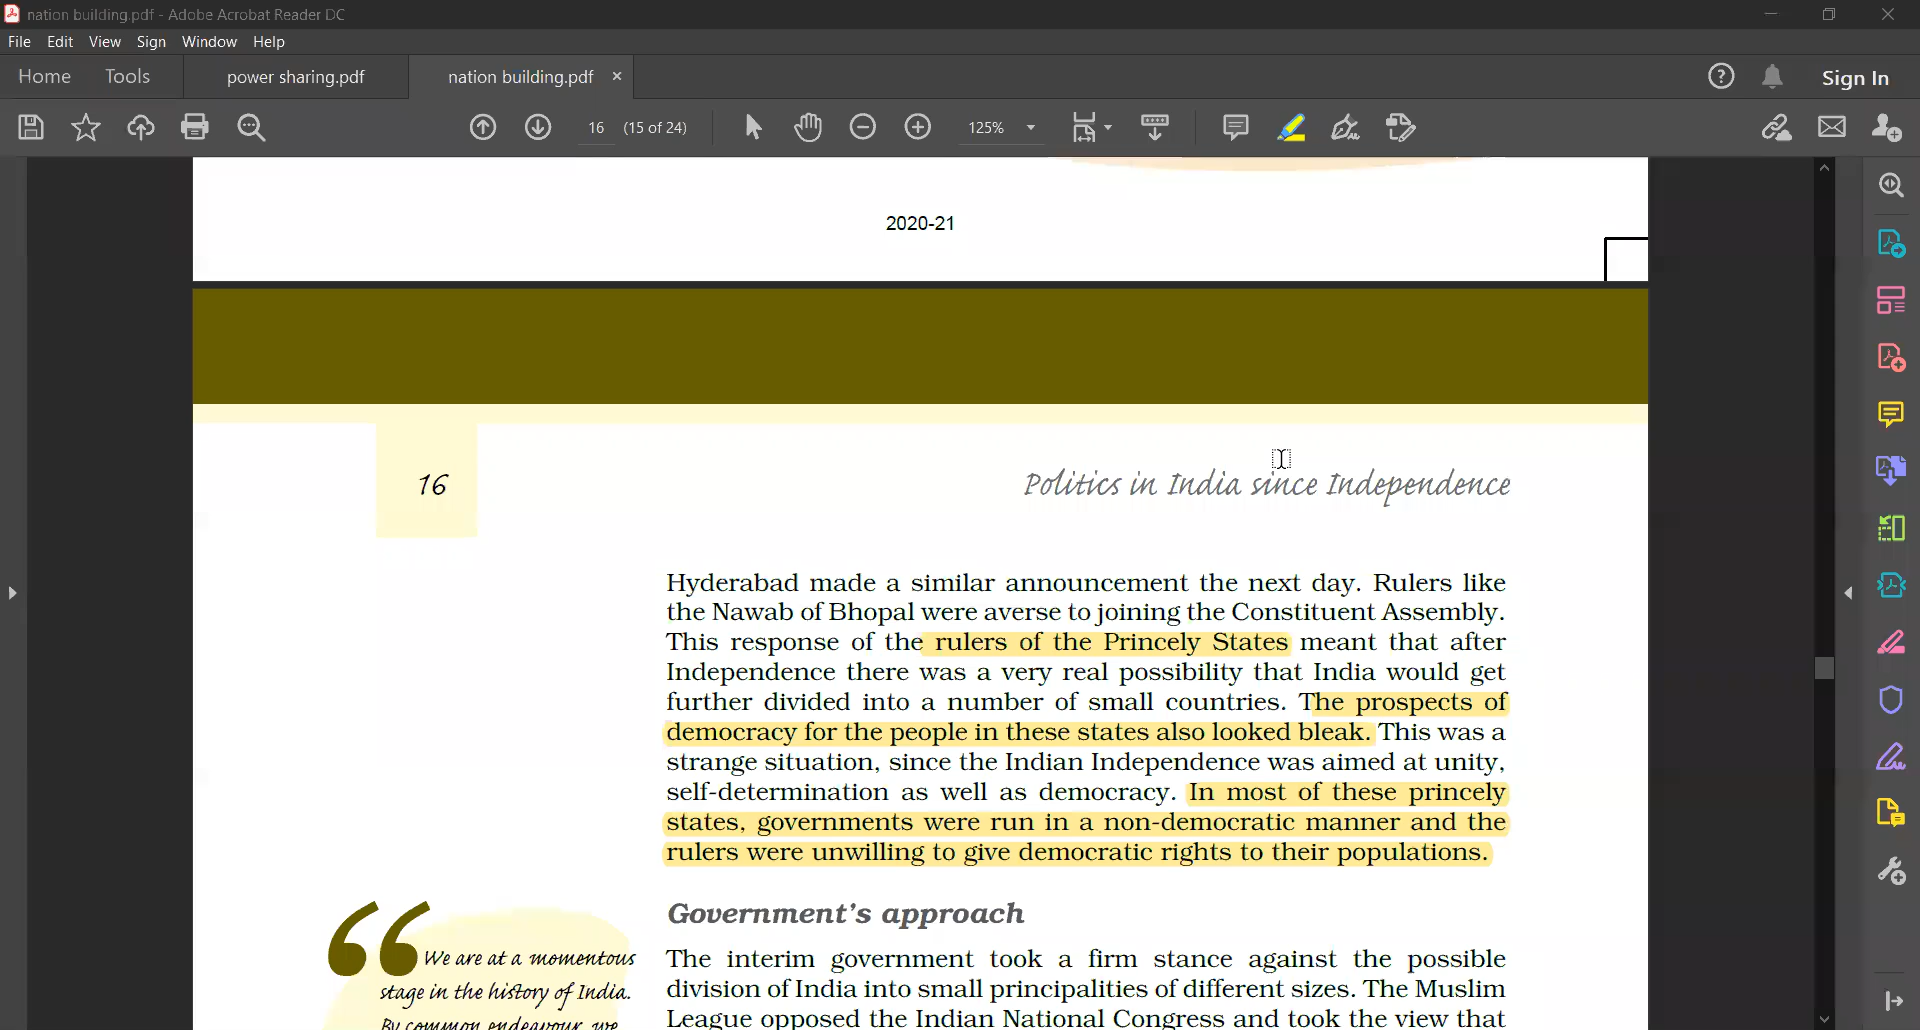 nation building.pdf - Adobe Acrobat Reader DC
File Edit View Sign Window Help
Home Tools power sharing.pdf nation building.pdf × Sign In
16 (15 of 24) 125%
2020-21
16 Politics in India since Independence
Hyderabad made a similar announcement the next day. Rulers like
the Nawab of Bhopal were averse to joining the Constituent Assembly.
This response of the rulers of the Princely States meant that after
Independence there was a very real possibility that India would get
further divided into a number of small countries. The prospects of
democracy for the people in these states also looked bleak. This was a
strange situation, since the Indian Independence was aimed at unity,
self-determination as well as democracy. In most of these princely
states, governments were run in a non-democratic manner and the
rulers were unwilling to give democratic rights to their populations.
Government's approach
The interim government took a firm stance against the possible
division of India into small principalities of different sizes. The Muslim
League opposed the Indian National Congress and took the view that
“ We are at a momentous
stage in the history of India.
By common endeavour, we